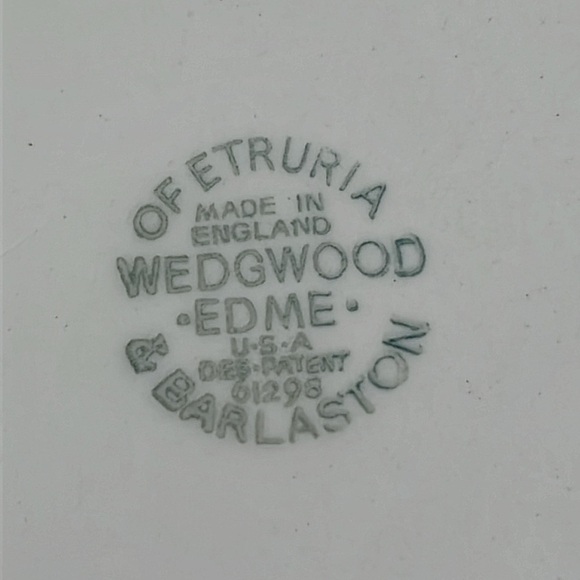 OF ETRURIA
MADE IN
ENGLAND
WEDGWOOD
·EDME·
U·S·A
DES·PATENT
61298
& BARLASTON